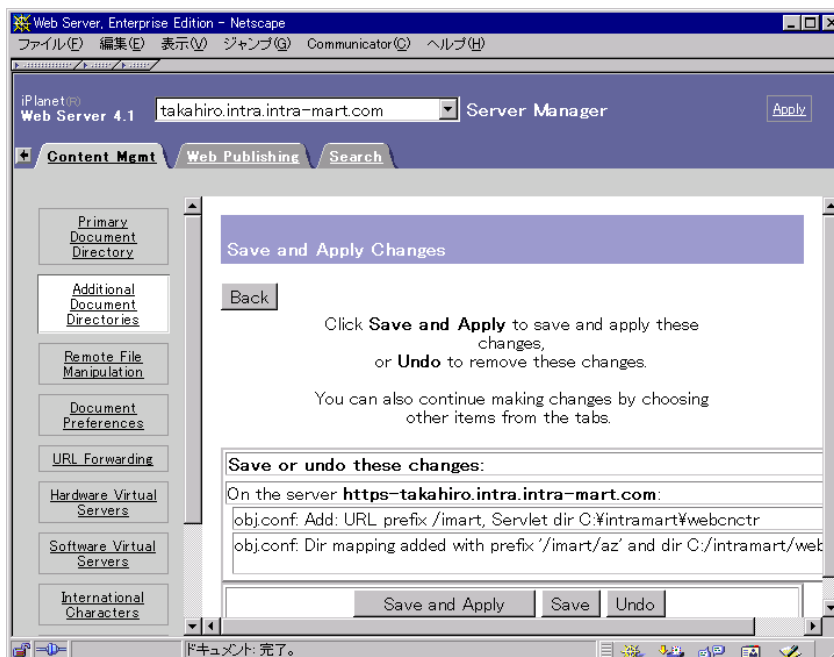 Web Server, Enterprise Edition - Netscape
ファイル(F) 編集(E) 表示(V) ジャンプ(G) Communicator(C) ヘルプ(H)
iPlanet(R)
Web Server 4.1
takahiro.intra.intra-mart.com
Server Manager
Apply
Content Mgmt
Web Publishing
Search
Primary
Document
Directory
Additional
Document
Directories
Remote File
Manipulation
Document
Preferences
URL Forwarding
Hardware Virtual
Servers
Software Virtual
Servers
International
Characters
Save and Apply Changes
Back
Click Save and Apply to save and apply these
changes,
or Undo to remove these changes.
You can also continue making changes by choosing
other items from the tabs.
Save or undo these changes:
On the server https-takahiro.intra.intra-mart.com:
obj.conf: Add: URL prefix /imart, Servlet dir C:¥intramart¥webcnctr
obj.conf: Dir mapping added with prefix '/imart/az' and dir C:/intramart/web
Save and Apply
Save
Undo
ドキュメント: 完了。